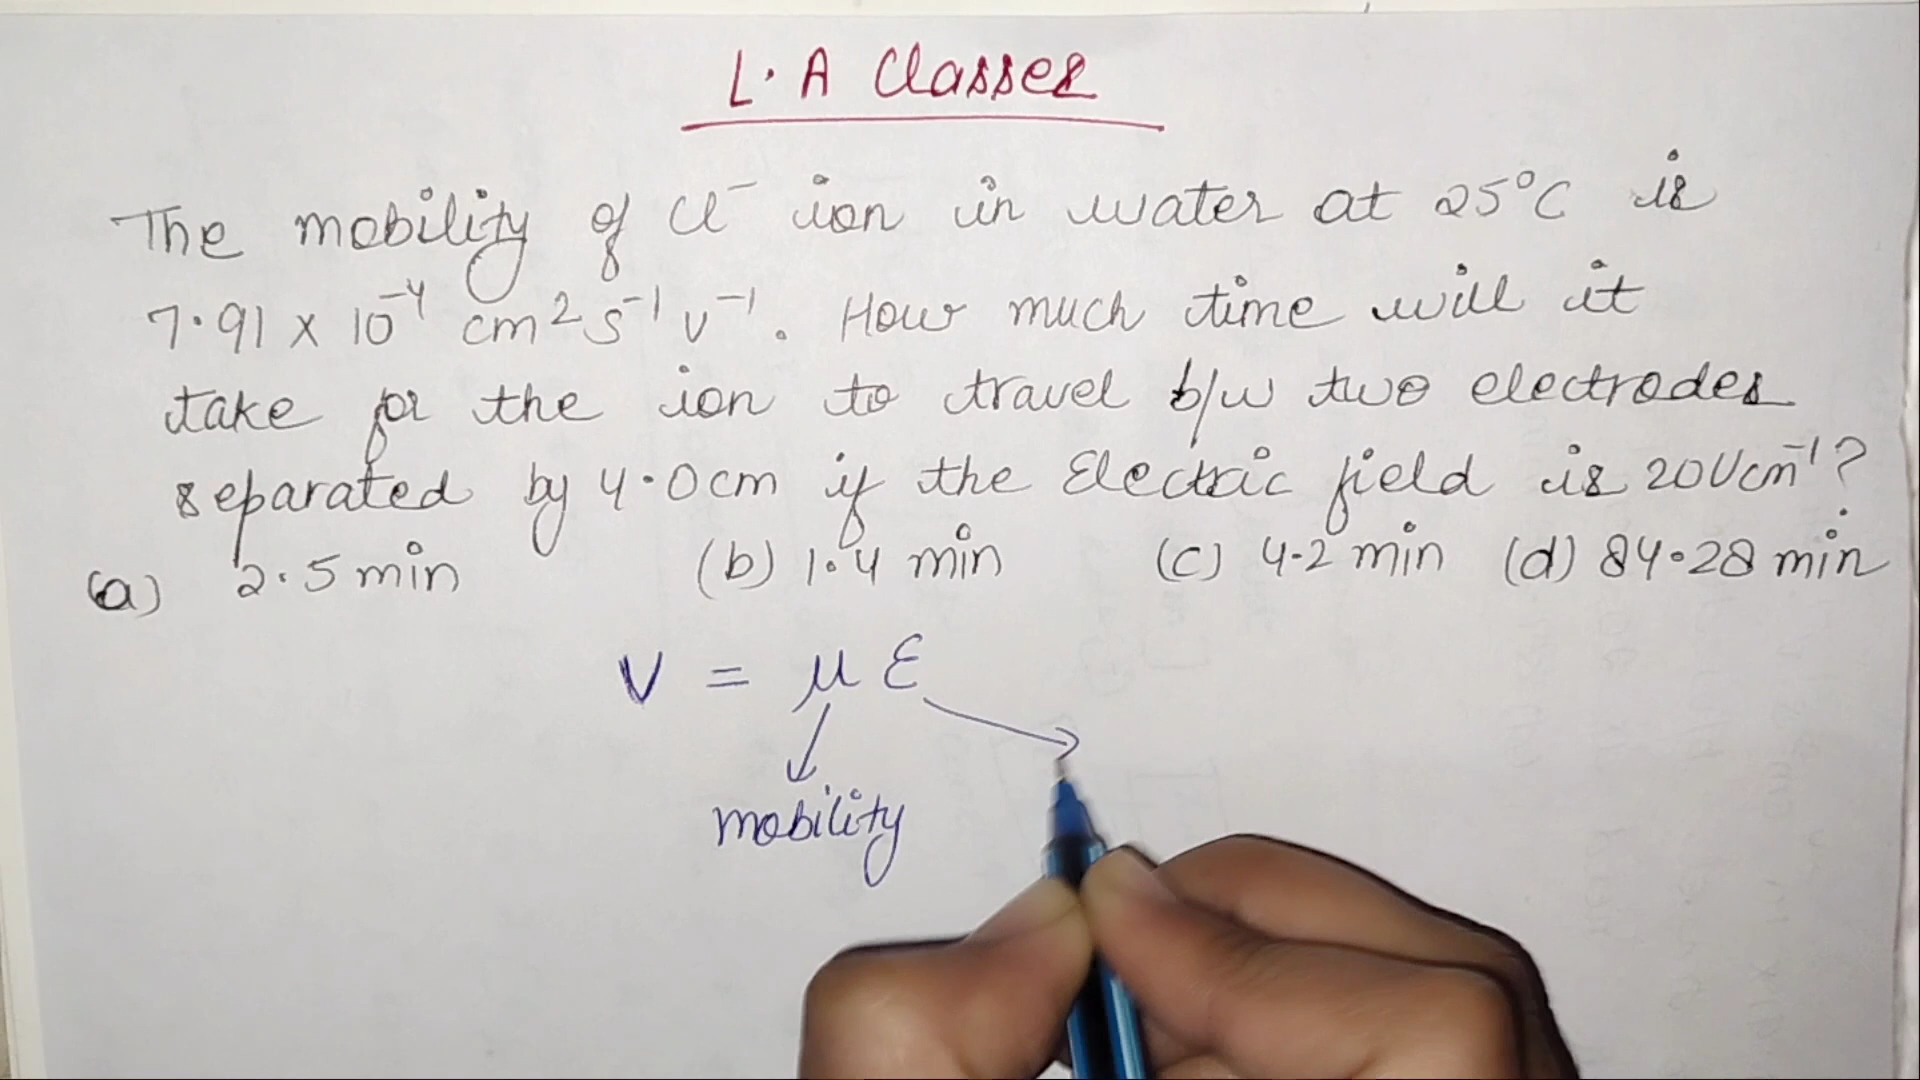 L.A Classes
The mobility of Cl⁻ ion in water at 25°C is
7.91 x 10⁻⁴ cm² s⁻¹ v⁻¹. How much time will it
take for the ion to travel b/w two electrodes
separated by 4.0cm if the Electric field is 20Vcm⁻¹?
(a) 2.5 min (b) 1.4 min (c) 4.2 min (d) 84.28 min
V = μ ε
mobility